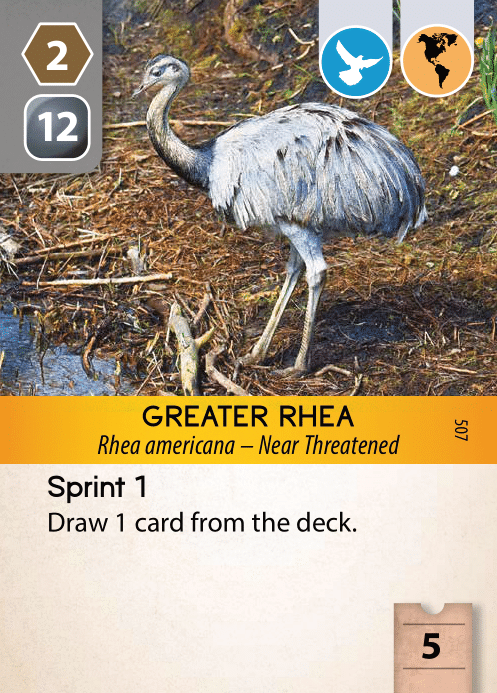 2
12
GREATER RHEA
Rhea americana – Near Threatened
507
Sprint 1
Draw 1 card from the deck.
5